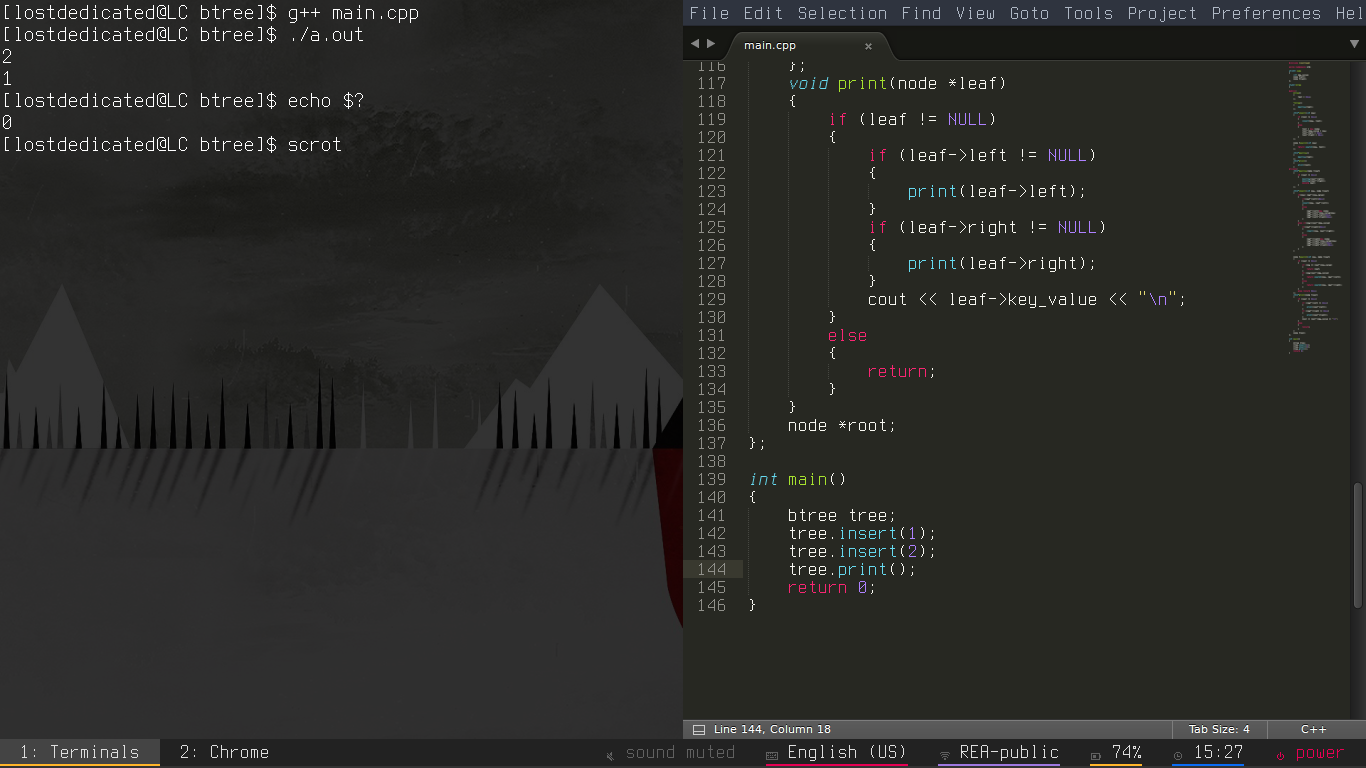 [lostdedicated@LC btree]$ g++ main.cpp
[lostdedicated@LC btree]$ ./a.out
2
1
[lostdedicated@LC btree]$ echo $?
0
[lostdedicated@LC btree]$ scrot
File Edit Selection Find View Goto Tools Project Preferences Hel
main.cpp
116 };
117 void print(node *leaf)
118 {
119 if (leaf != NULL)
120 {
121 if (leaf->left != NULL)
122 {
123 print(leaf->left);
124 }
125 if (leaf->right != NULL)
126 {
127 print(leaf->right);
128 }
129 cout << leaf->key_value << "\n";
130 }
131 else
132 {
133 return;
134 }
135 }
136 node *root;
137 };
138
139 int main()
140 {
141 btree tree;
142 tree.insert(1);
143 tree.insert(2);
144 tree.print();
145 return 0;
146 }
Line 144, Column 18
Tab Size: 4
C++
1: Terminals 2: Chrome sound muted English (US) REA-public 74% 15:27 power